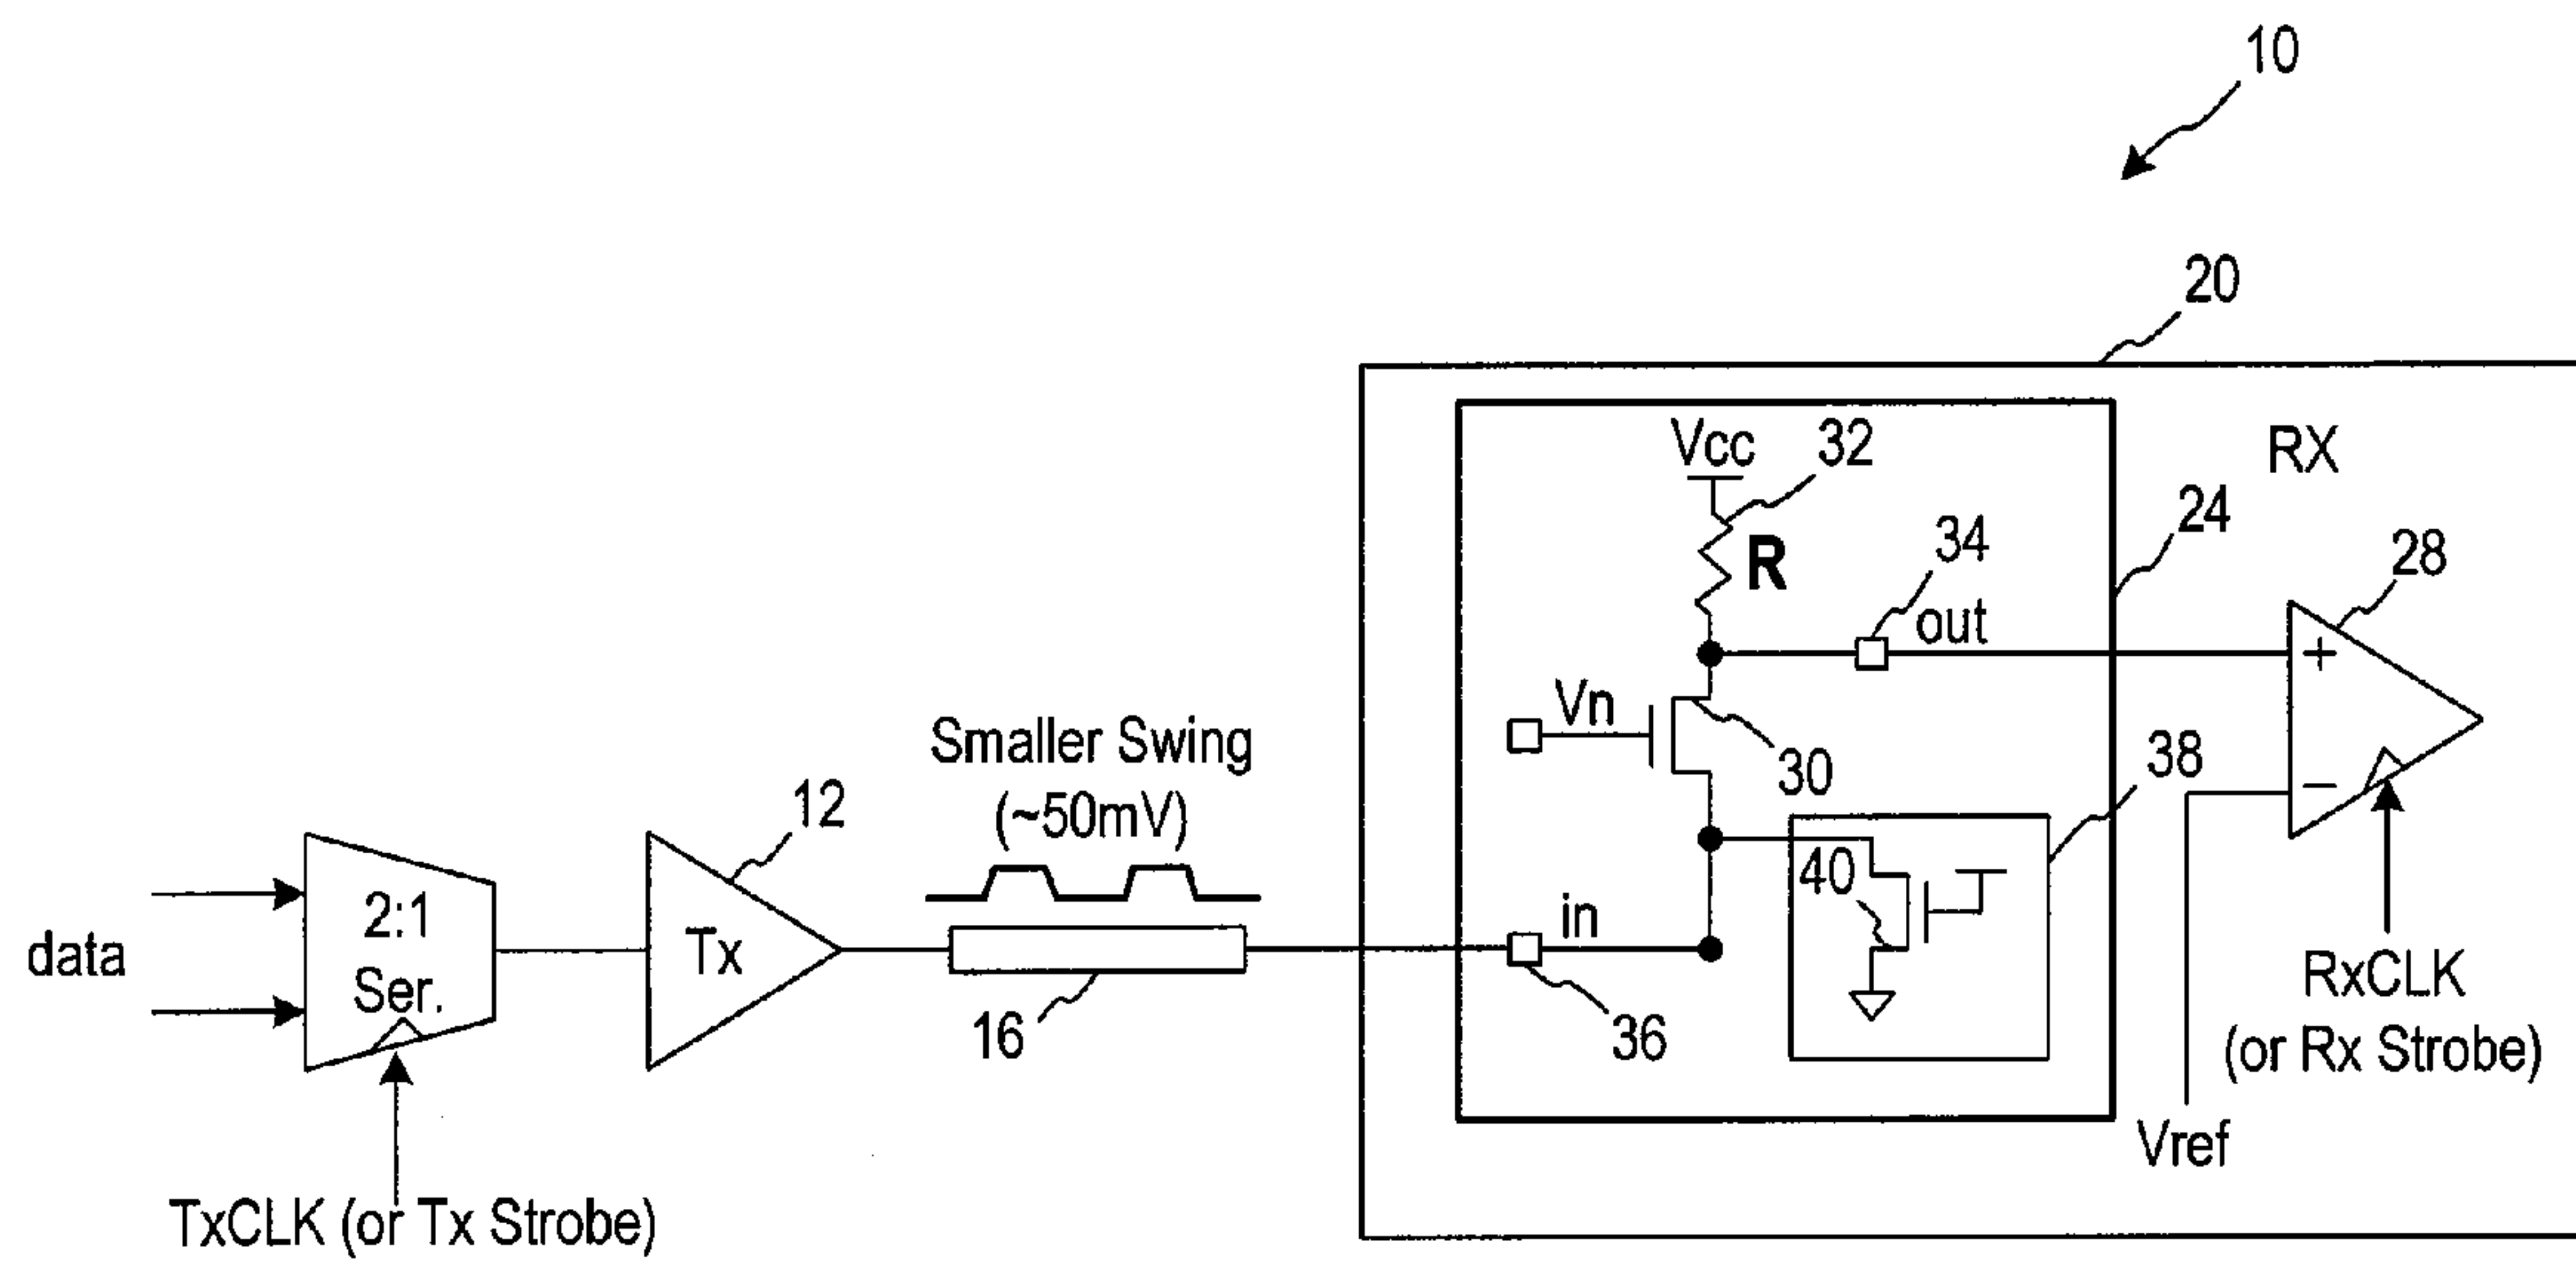 10
20
Vcc
32
RX
R
34
24
28
out
+
Vn
Smaller Swing
(~50mV)
30
38
12
−
2:1
Ser.
Tx
40
data
in
RxCLK
(or Rx Strobe)
16
36
Vref
TxCLK (or Tx Strobe)